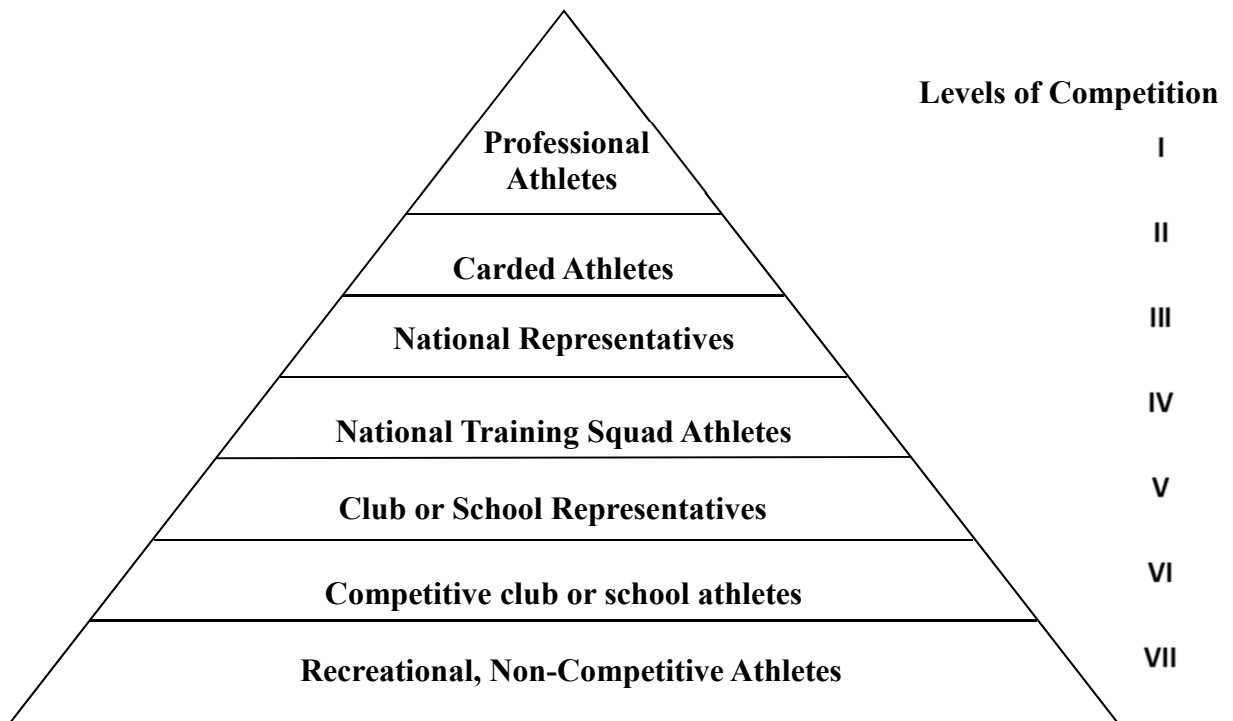 Levels of Competition
Professional
Athletes
I
Carded Athletes
II
National Representatives
III
National Training Squad Athletes
IV
Club or School Representatives
V
Competitive club or school athletes
VI
Recreational, Non-Competitive Athletes
VII